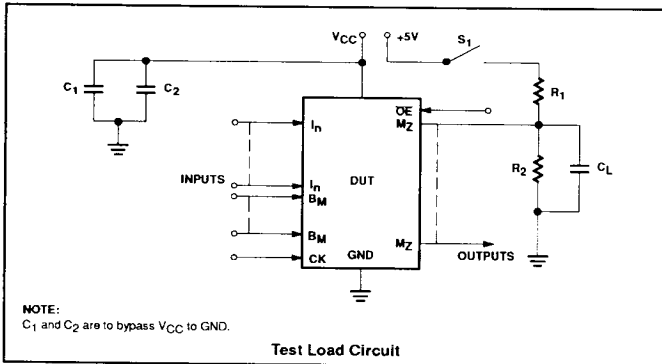 VCC +5V S1
C1 C2 R1
OE
In MZ
R2 CL
INPUTS DUT
In
BM
BM MZ
GND OUTPUTS
CK
NOTE:
C1 and C2 are to bypass VCC to GND.
Test Load Circuit